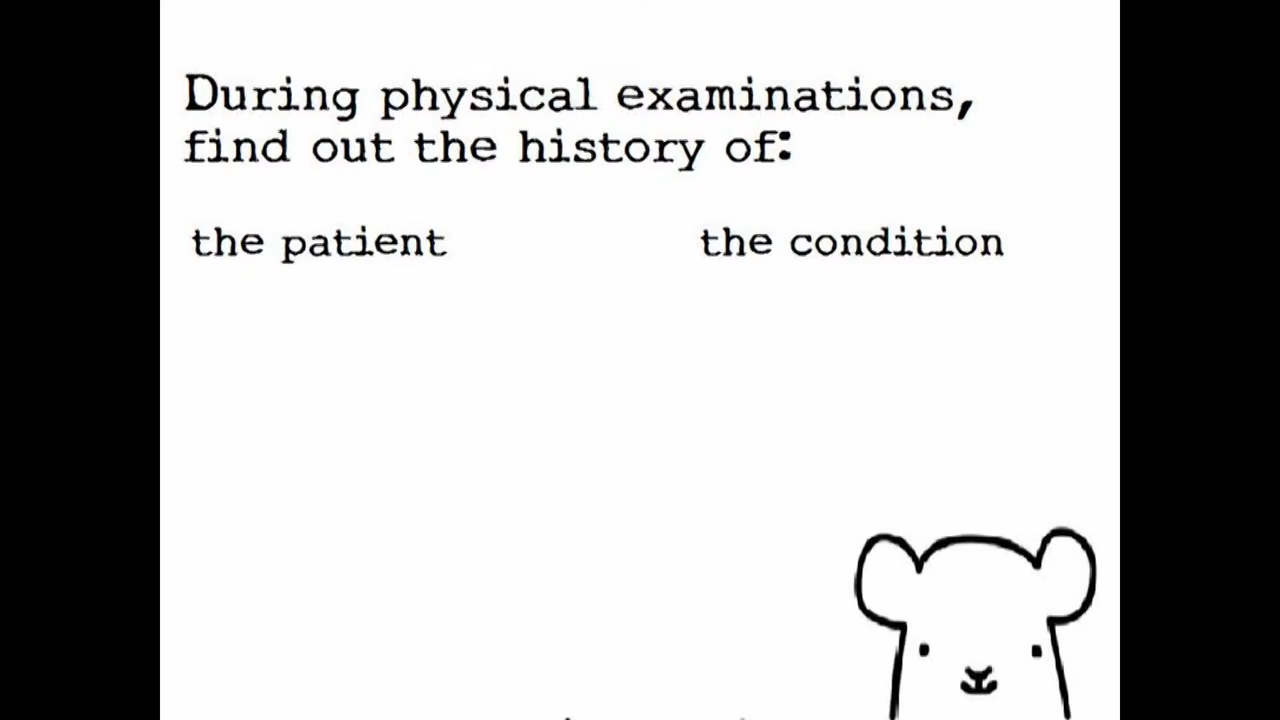 During physical examinations,
find out the history of:
the patient
the condition